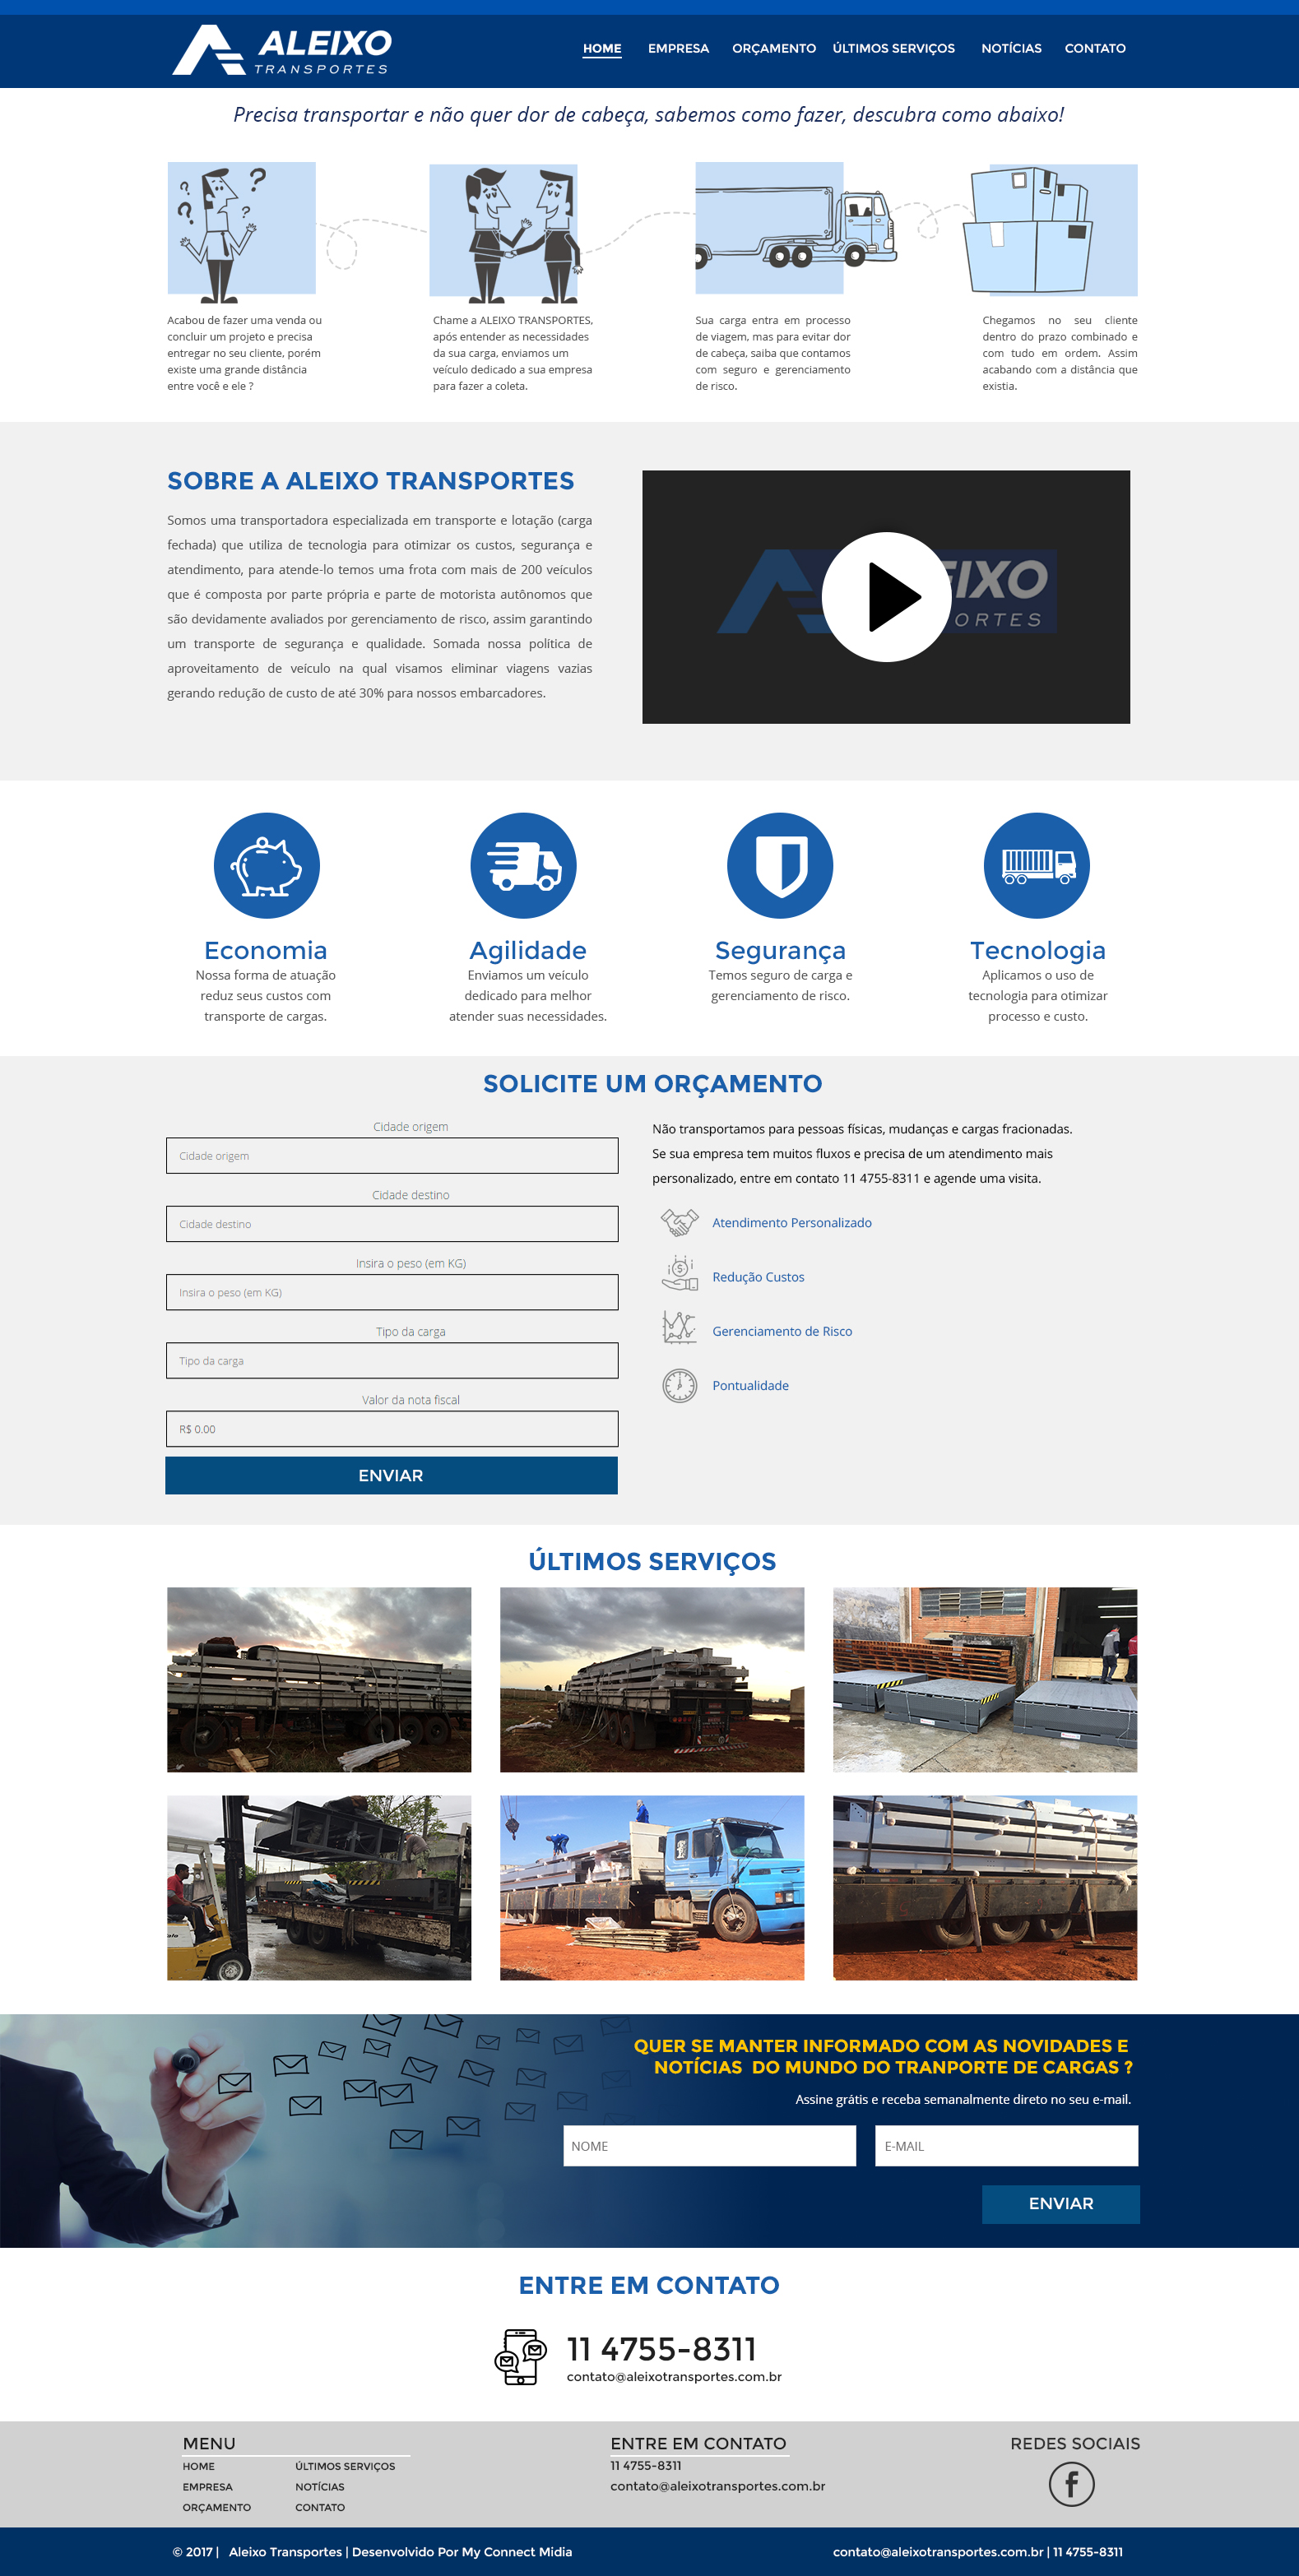 ALEIXO
TRANSPORTES
HOME EMPRESA ORÇAMENTO ÚLTIMOS SERVIÇOS NOTÍCIAS CONTATO
Precisa transportar e não quer dor de cabeça, sabemos como fazer, descubra como abaixo!
? ? ? ?
Acabou de fazer uma venda ou
concluir um projeto e precisa
entregar no seu cliente, porém
existe uma grande distância
entre você e ele ?
Chame a ALEIXO TRANSPORTES,
após entender as necessidades
da sua carga, enviamos um
veículo dedicado a sua empresa
para fazer a coleta.
Sua carga entra em processo
de viagem, mas para evitar dor
de cabeça, saiba que contamos
com seguro e gerenciamento
de risco.
Chegamos no seu cliente
dentro do prazo combinado e
com tudo em ordem. Assim
acabando com a distância que
existia.
SOBRE A ALEIXO TRANSPORTES
Somos uma transportadora especializada em transporte e lotação (carga
fechada) que utiliza de tecnologia para otimizar os custos, segurança e
atendimento, para atende-lo temos uma frota com mais de 200 veículos
que é composta por parte própria e parte de motorista autônomos que
são devidamente avaliados por gerenciamento de risco, assim garantindo
um transporte de segurança e qualidade. Somada nossa política de
aproveitamento de veículo na qual visamos eliminar viagens vazias
gerando redução de custo de até 30% para nossos embarcadores.
LEIXO
ORTES
Economia
Nossa forma de atuação
reduz seus custos com
transporte de cargas.
Agilidade
Enviamos um veículo
dedicado para melhor
atender suas necessidades.
Segurança
Temos seguro de carga e
gerenciamento de risco.
Tecnologia
Aplicamos o uso de
tecnologia para otimizar
processo e custo.
SOLICITE UM ORÇAMENTO
Cidade origem
Cidade origem
Cidade destino
Cidade destino
Insira o peso (em KG)
Insira o peso (em KG)
Tipo da carga
Tipo da carga
Valor da nota fiscal
R$ 0.00
ENVIAR
Não transportamos para pessoas físicas, mudanças e cargas fracionadas.
Se sua empresa tem muitos fluxos e precisa de um atendimento mais
personalizado, entre em contato 11 4755-8311 e agende uma visita.
Atendimento Personalizado
Redução Custos
Gerenciamento de Risco
Pontualidade
ÚLTIMOS SERVIÇOS
QUER SE MANTER INFORMADO COM AS NOVIDADES E
NOTÍCIAS DO MUNDO DO TRANPORTE DE CARGAS ?
Assine grátis e receba semanalmente direto no seu e-mail.
NOME E-MAIL
ENVIAR
ENTRE EM CONTATO
11 4755-8311
contato@aleixotransportes.com.br
MENU
HOME ÚLTIMOS SERVIÇOS
EMPRESA NOTÍCIAS
ORÇAMENTO CONTATO
ENTRE EM CONTATO
11 4755-8311
contato@aleixotransportes.com.br
REDES SOCIAIS
f
© 2017 | Aleixo Transportes | Desenvolvido Por My Connect Midia
contato@aleixotransportes.com.br | 11 4755-8311